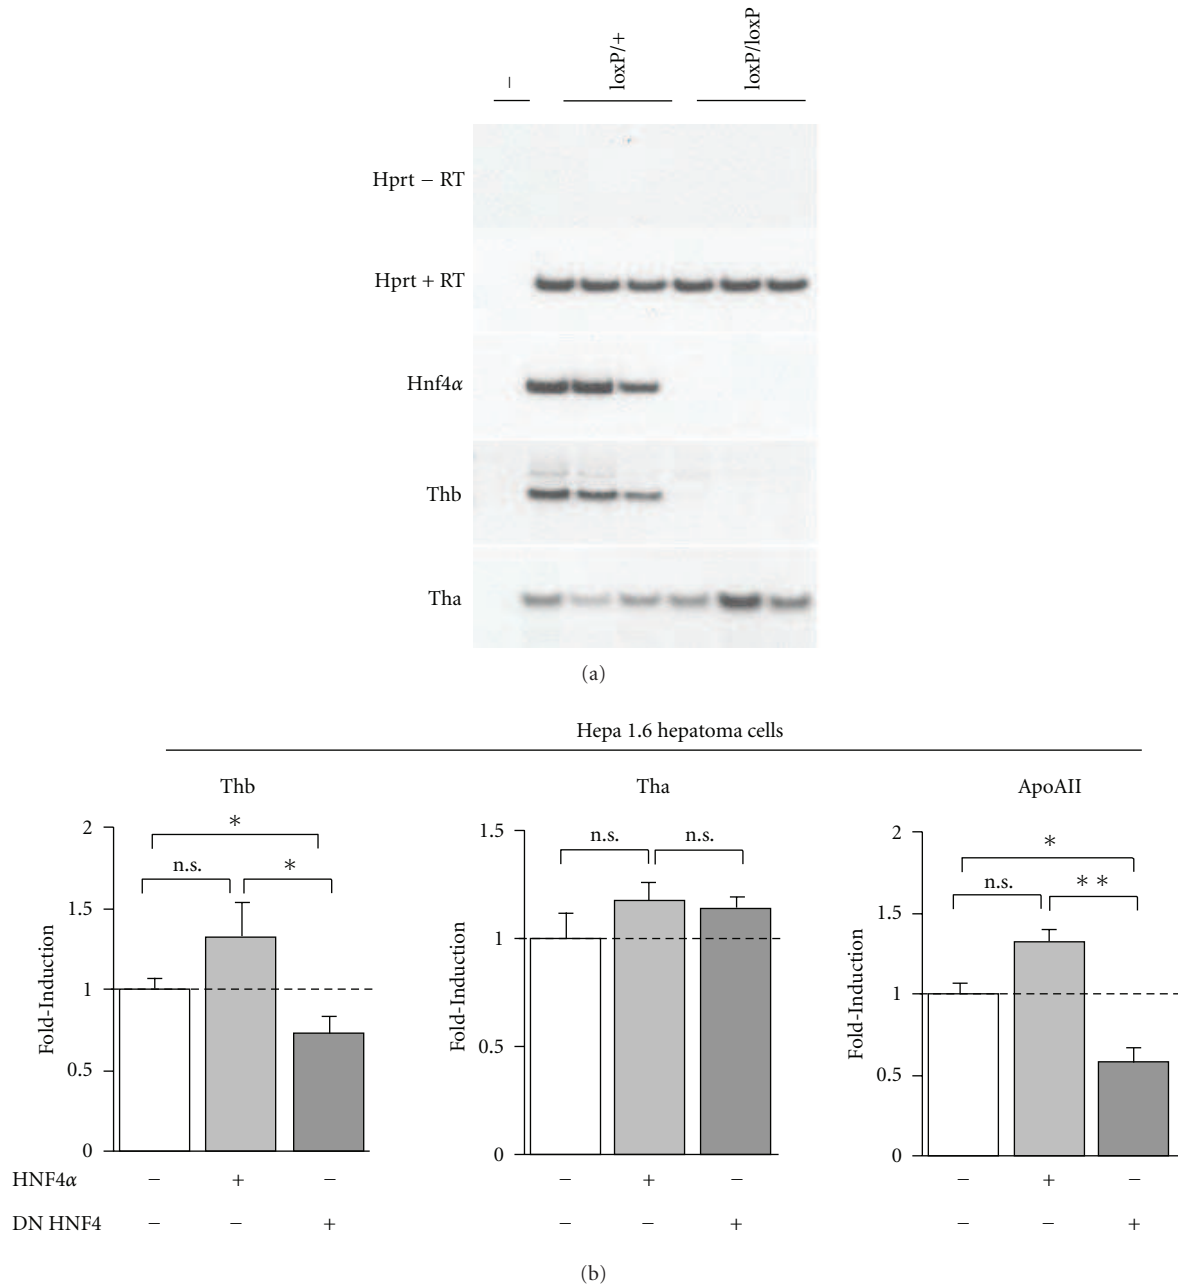 – loxP/+ loxP/loxP
Hprt − RT
Hprt + RT
Hnf4α
Thb
Tha
(a)
Hepa 1.6 hepatoma cells
Thb
Fold-Induction
2
1.5
1
0.5
0
*
n.s. *
Tha
Fold-Induction
1.5
1
0.5
0
n.s. n.s.
ApoAII
Fold-Induction
2
1.5
1
0.5
0
*
n.s. * *
HNF4α − + − − + − − + −
DN HNF4 − − + − − + − − +
(b)